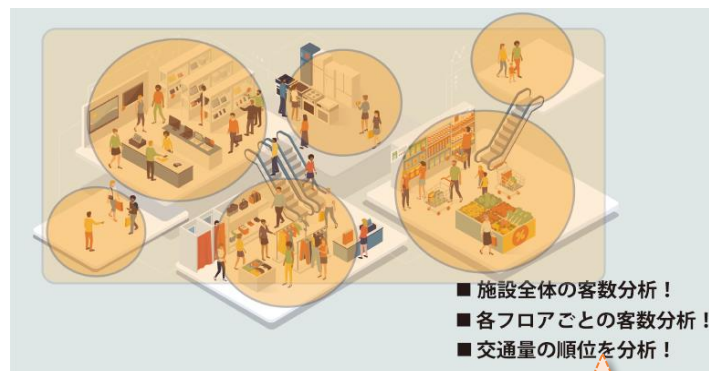 ■ 施設全体の客数分析！
■ 各フロアごとの客数分析！
■ 交通量の順位を分析！